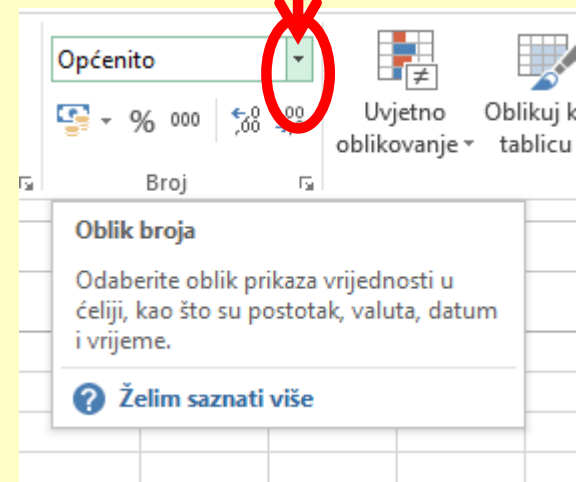 Općenito
% 000 ,00
Uvjetno
oblikovanje
Oblikuj k
tablicu
Broj
Oblik broja
Odaberite oblik prikaza vrijednosti u
ćeliji, kao što su postotak, valuta, datum
i vrijeme.
Želim saznati više